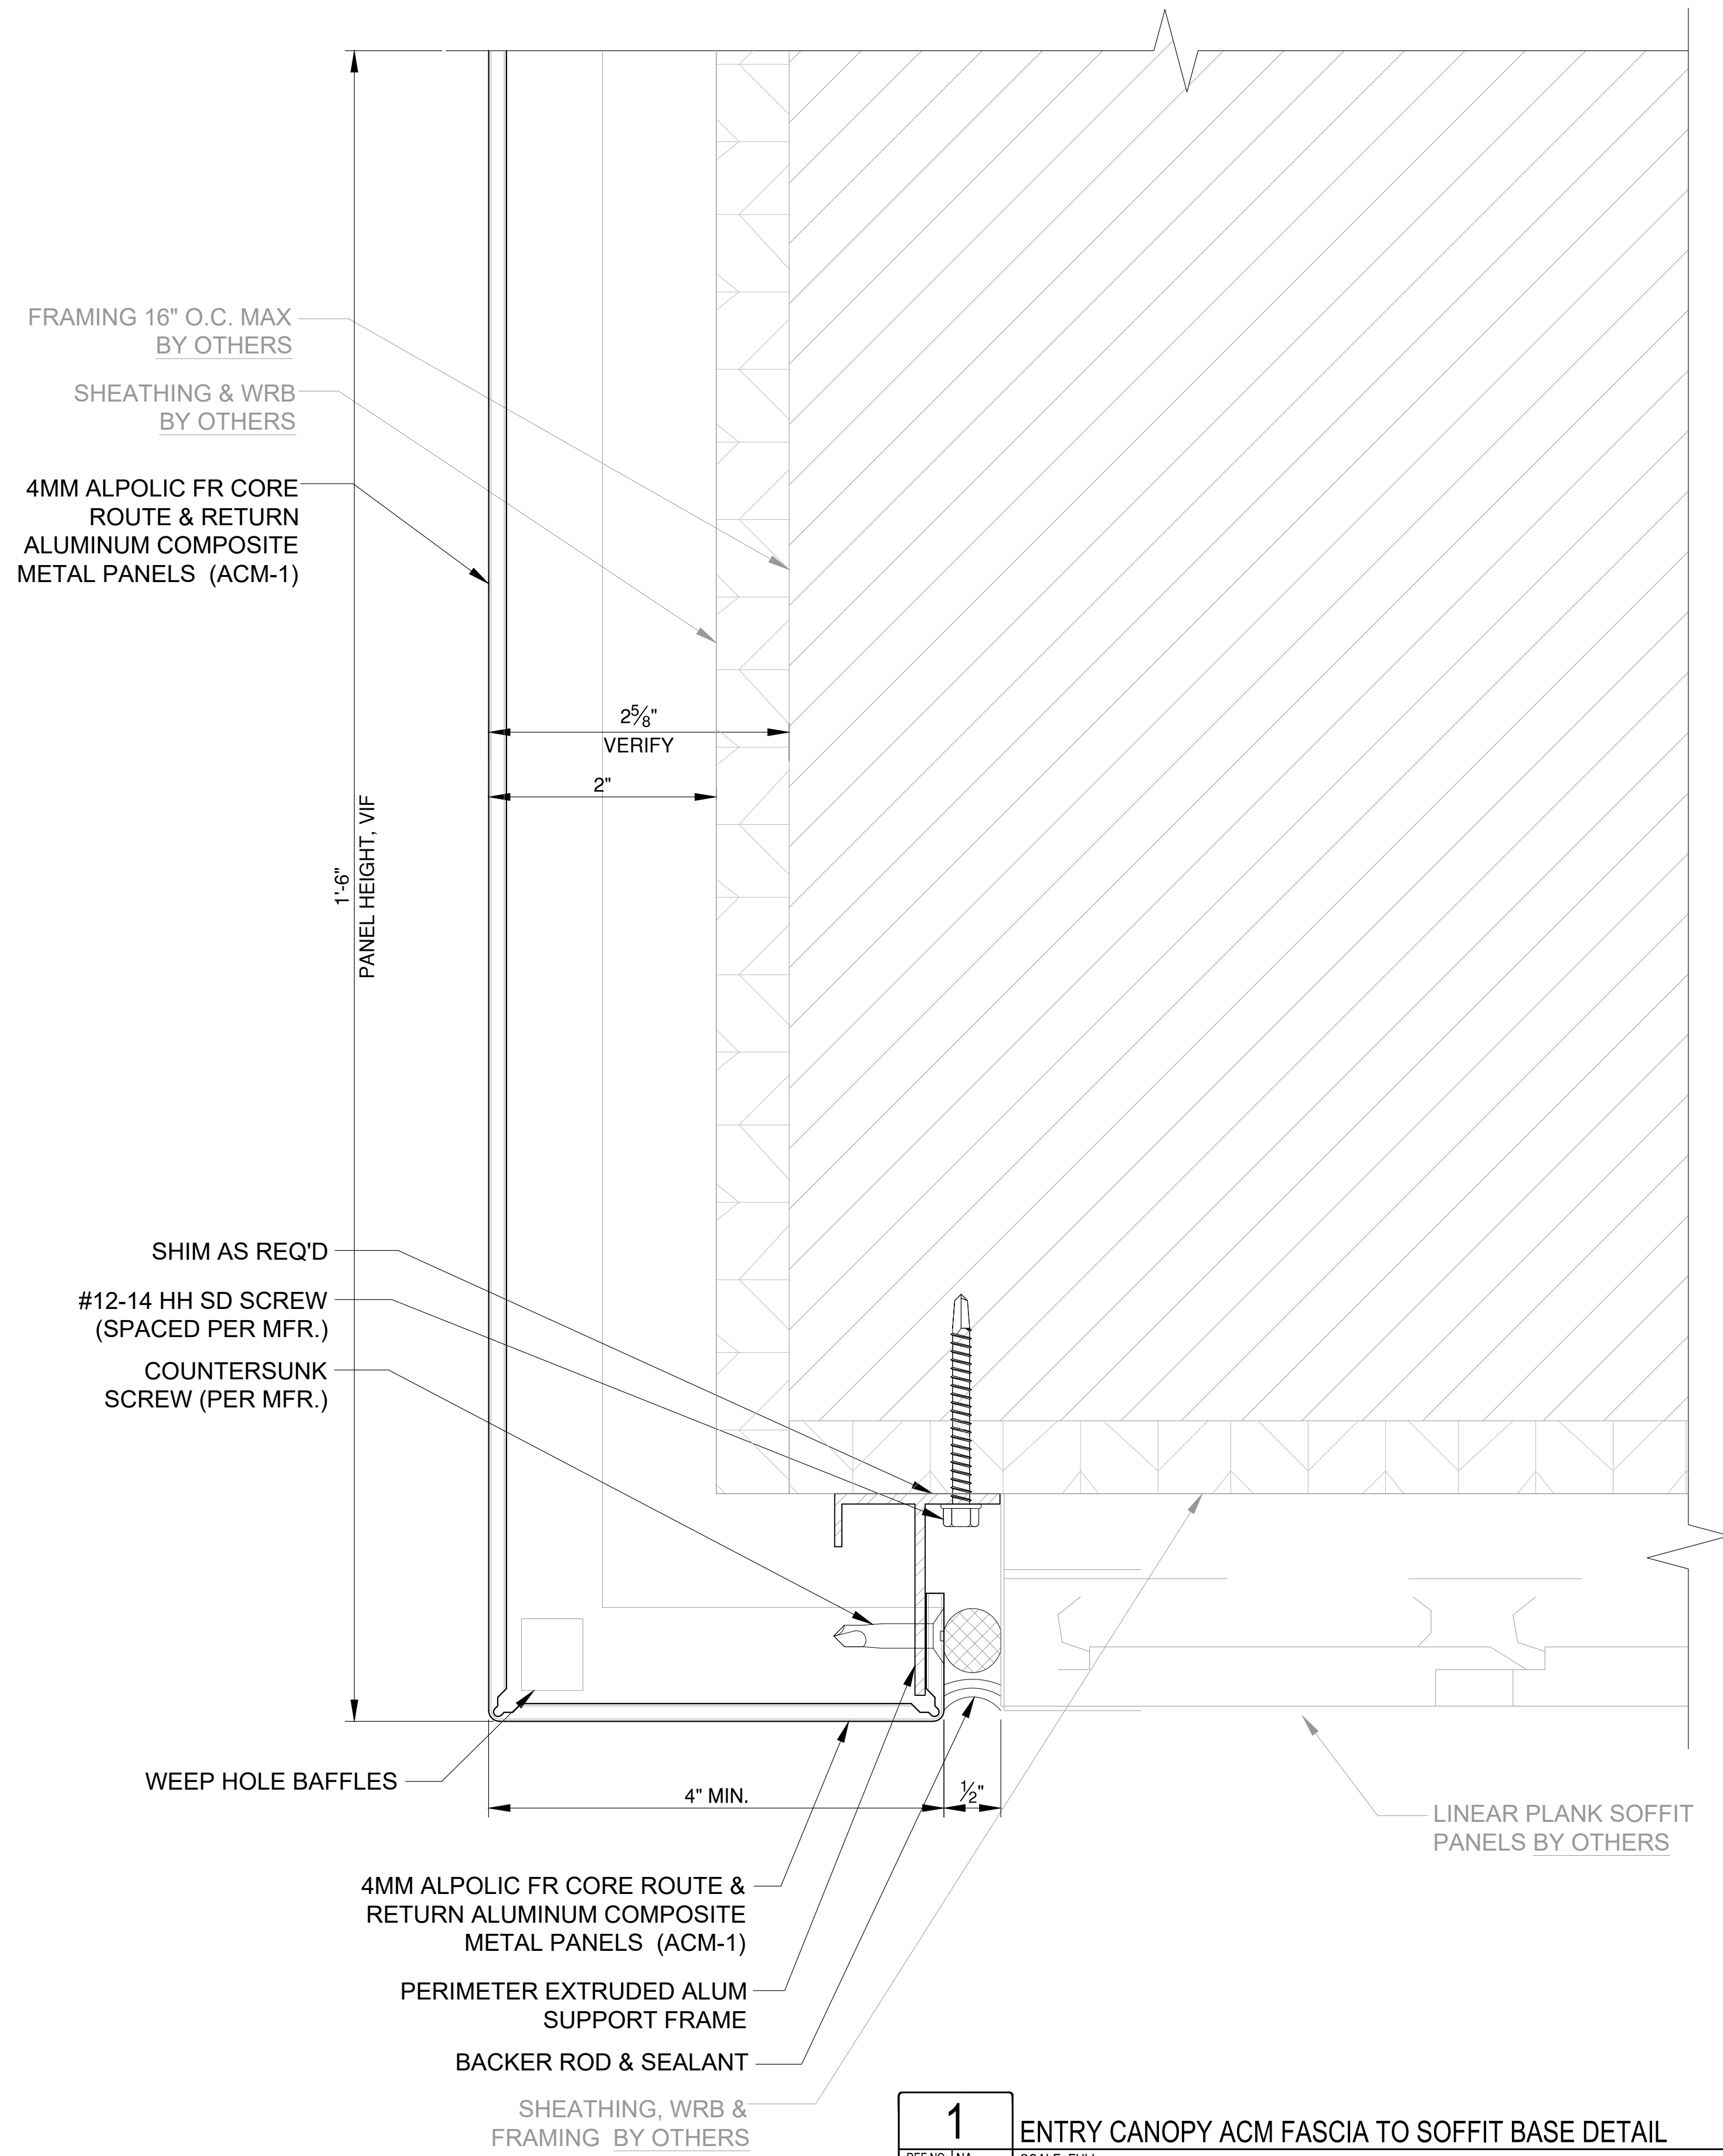 FRAMING 16" O.C. MAX
BY OTHERS
SHEATHING & WRB
BY OTHERS
4MM ALPOLIC FR CORE
ROUTE & RETURN
ALUMINUM COMPOSITE
METAL PANELS (ACM-1)
2⅝"
VERIFY
2"
1'-6"
PANEL HEIGHT, VIF
SHIM AS REQ'D
#12-14 HH SD SCREW
(SPACED PER MFR.)
COUNTERSUNK
SCREW (PER MFR.)
WEEP HOLE BAFFLES
4" MIN.
½"
LINEAR PLANK SOFFIT
PANELS BY OTHERS
4MM ALPOLIC FR CORE ROUTE &
RETURN ALUMINUM COMPOSITE
METAL PANELS (ACM-1)
PERIMETER EXTRUDED ALUM
SUPPORT FRAME
BACKER ROD & SEALANT
SHEATHING, WRB &
FRAMING BY OTHERS
1
ENTRY CANOPY ACM FASCIA TO SOFFIT BASE DETAIL